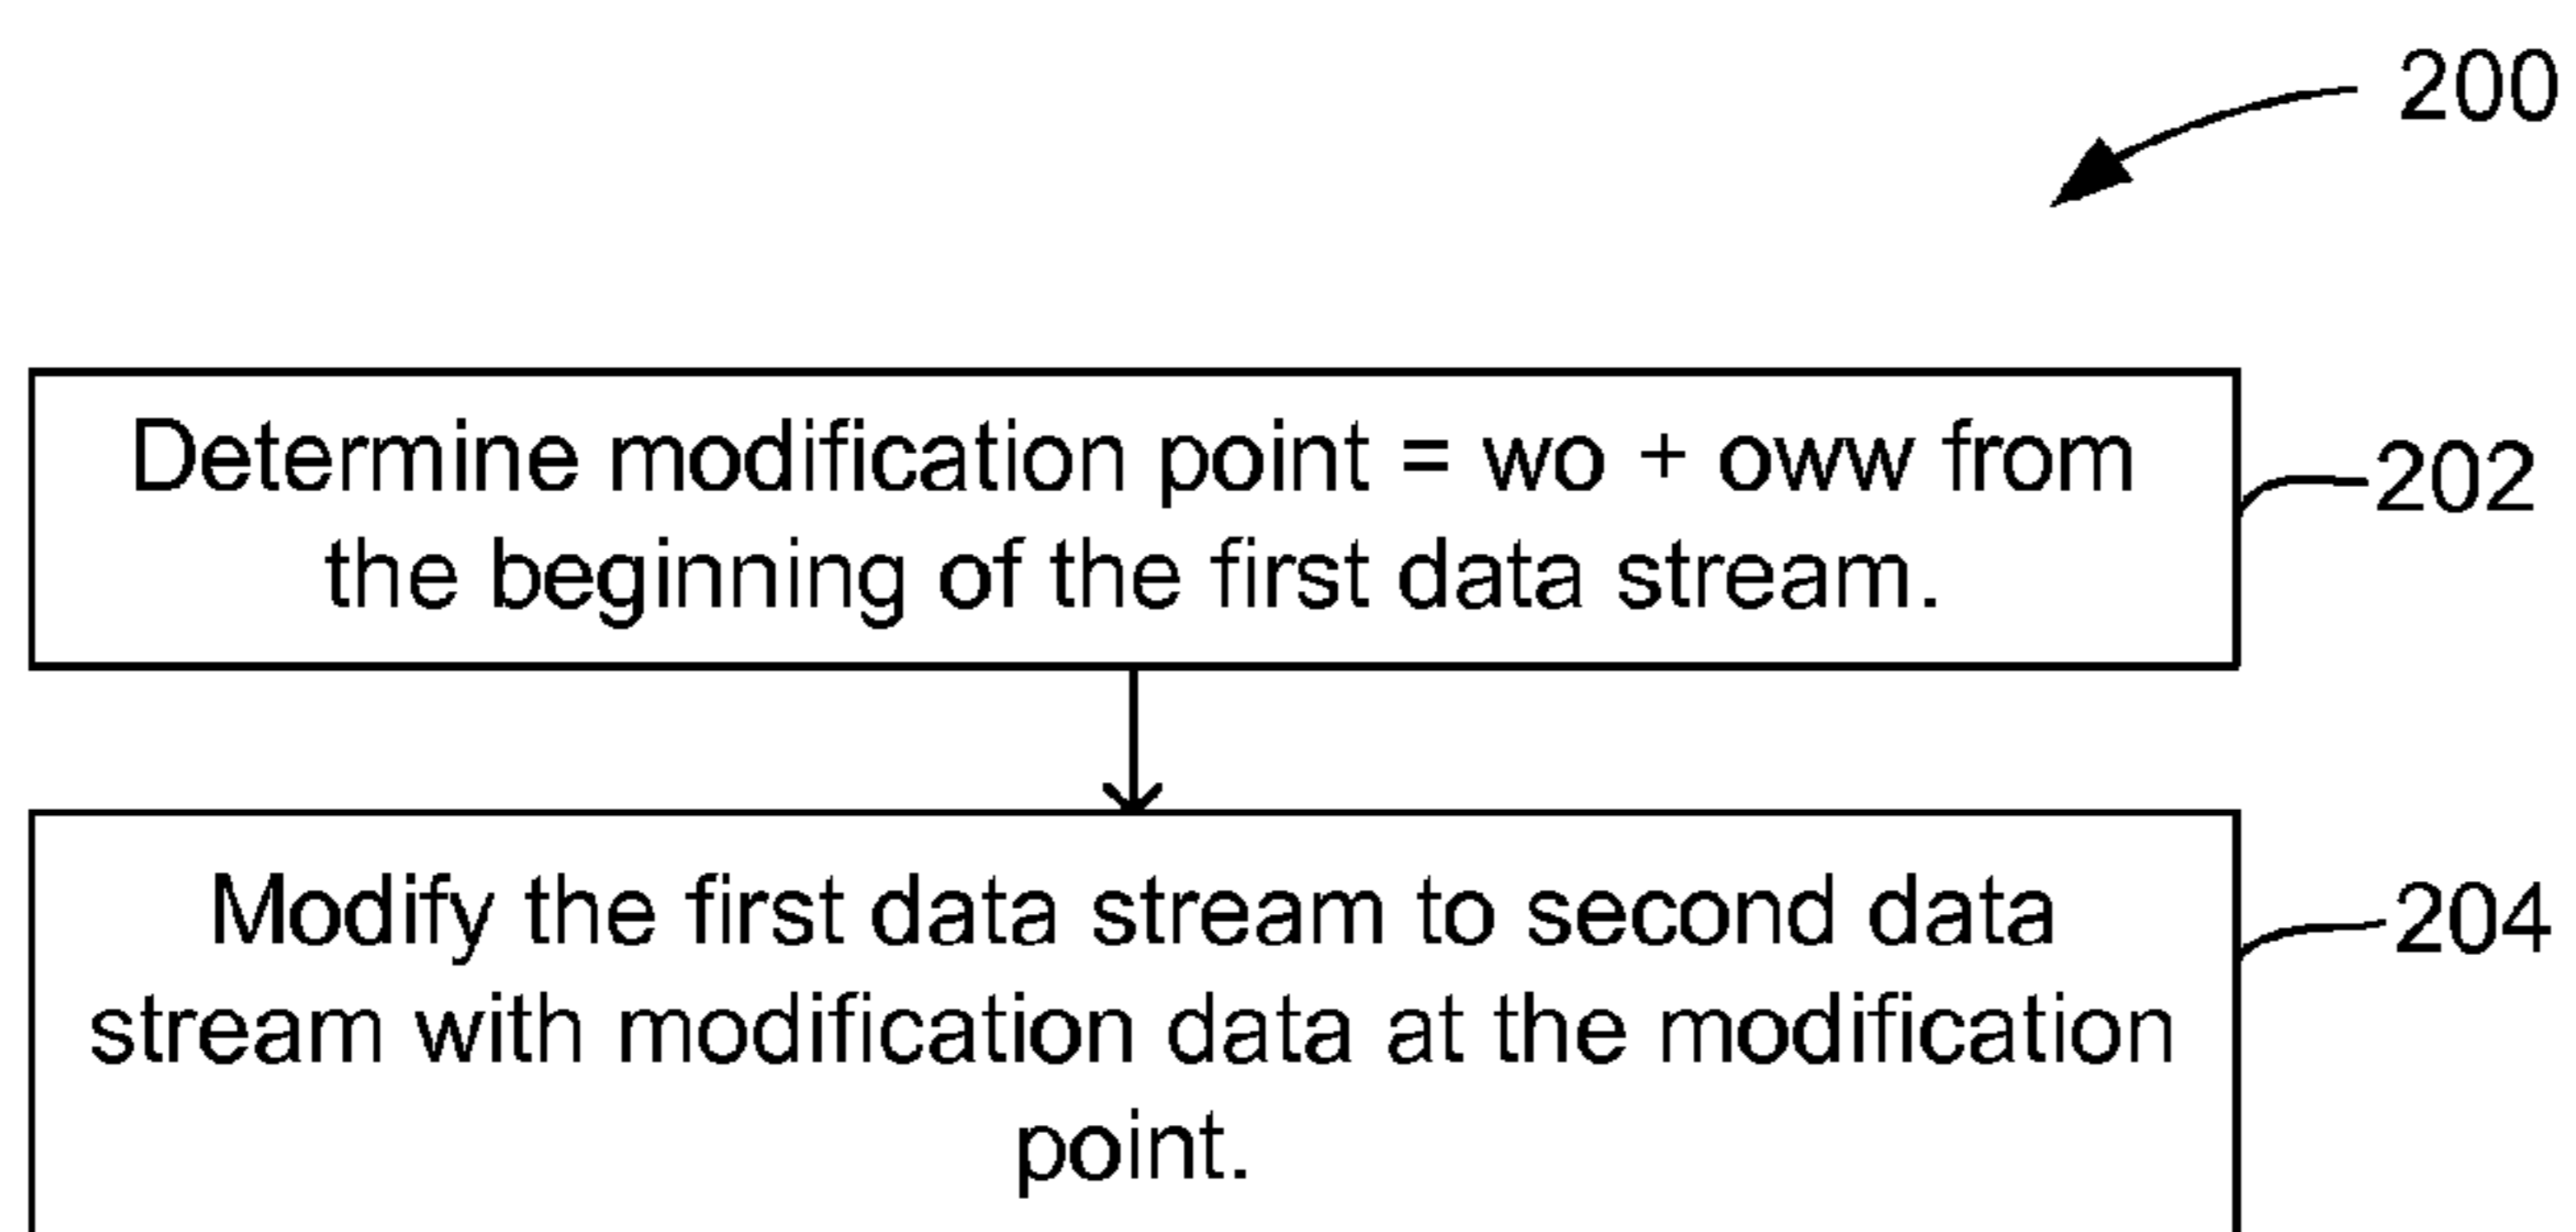 200
Determine modification point = wo + oww from
the beginning of the first data stream.
202
Modify the first data stream to second data
stream with modification data at the modification
point.
204